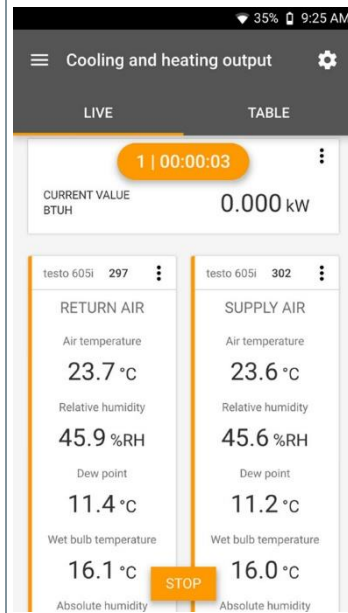 35% 9:25 AM
Cooling and heating output
LIVE TABLE
1 | 00:00:03
CURRENT VALUE
BTUH
0.000 kW
testo 605i 297
RETURN AIR
Air temperature
23.7 °C
Relative humidity
45.9 %RH
Dew point
11.4 °C
Wet bulb temperature
16.1 °C
Absolute humidity
testo 605i 302
SUPPLY AIR
Air temperature
23.6 °C
Relative humidity
45.6 %RH
Dew point
11.2 °C
Wet bulb temperature
16.0 °C
Absolute humidity
STOP